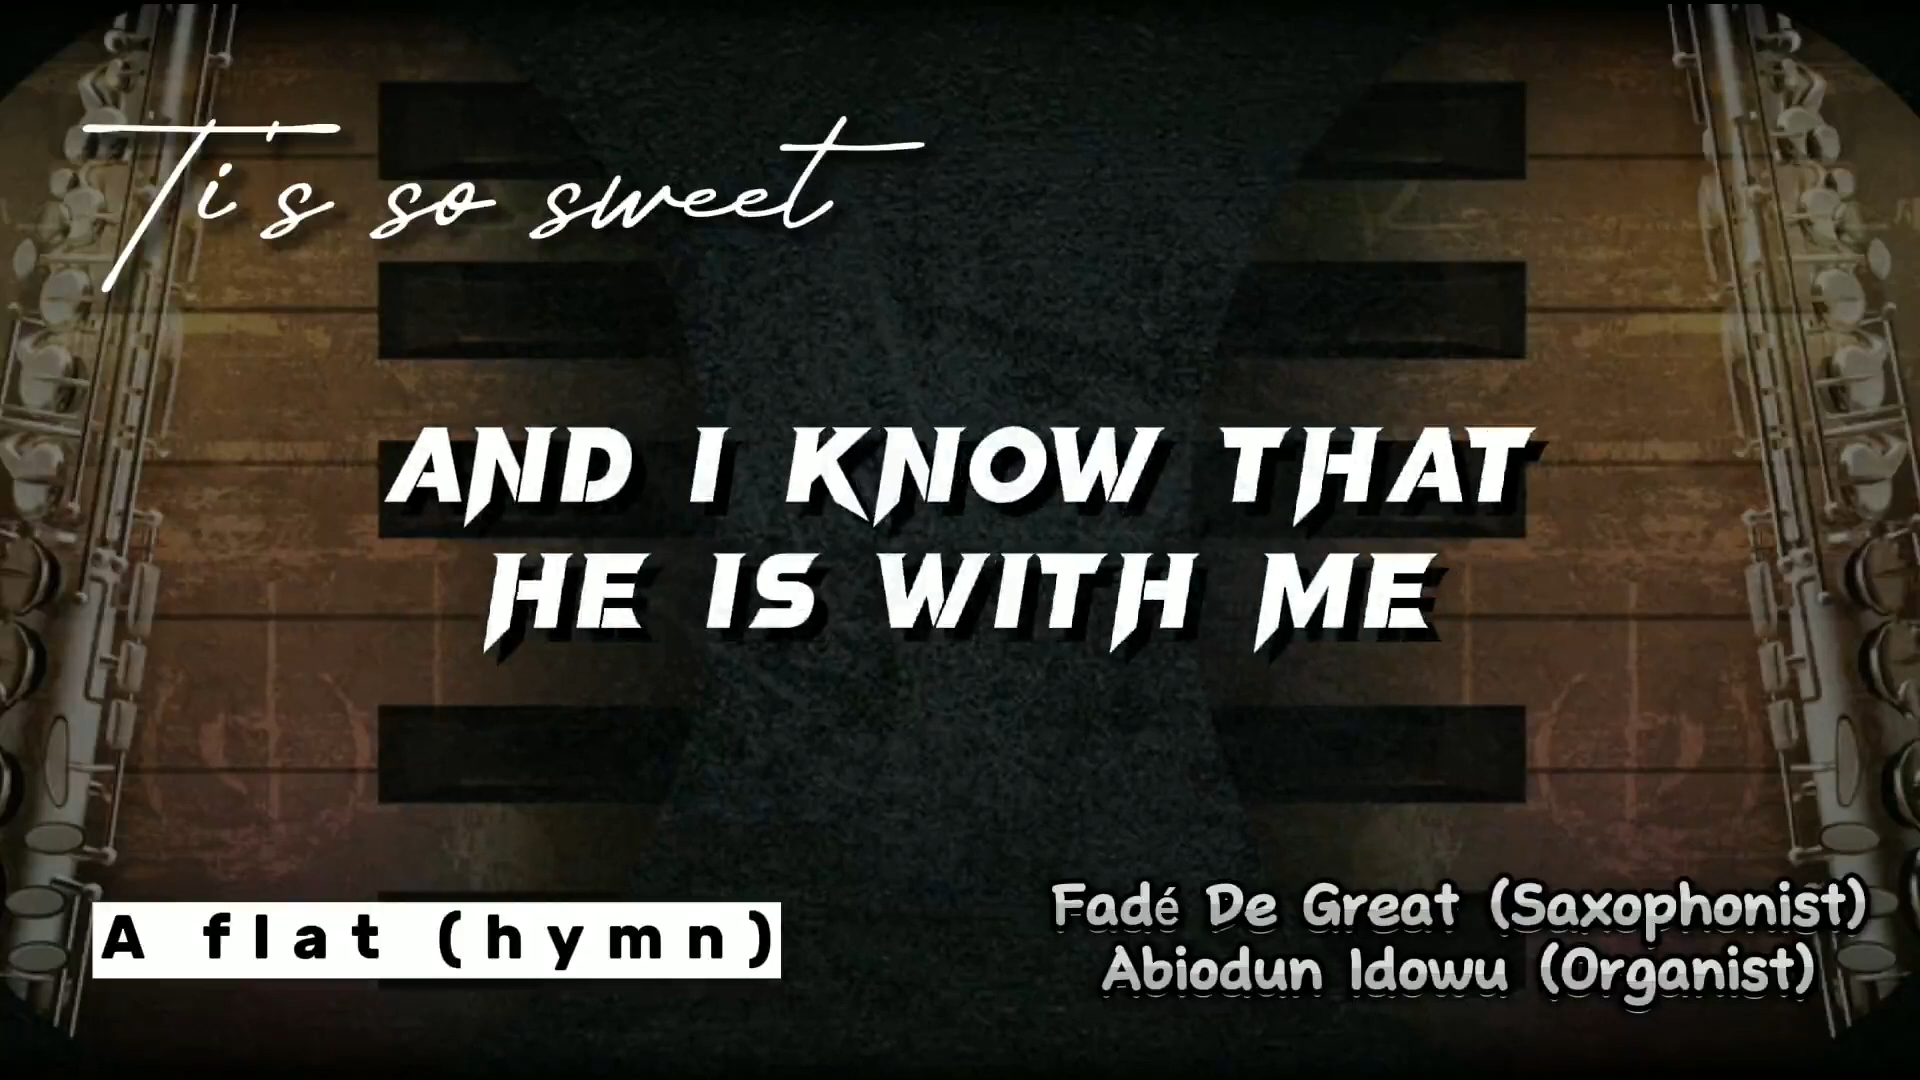 Ti's so sweet
AND I KNOW THAT
HE IS WITH ME
A flat (hymn)
Fadé De Great (Saxophonist)
Abiodun Idowu (Organist)